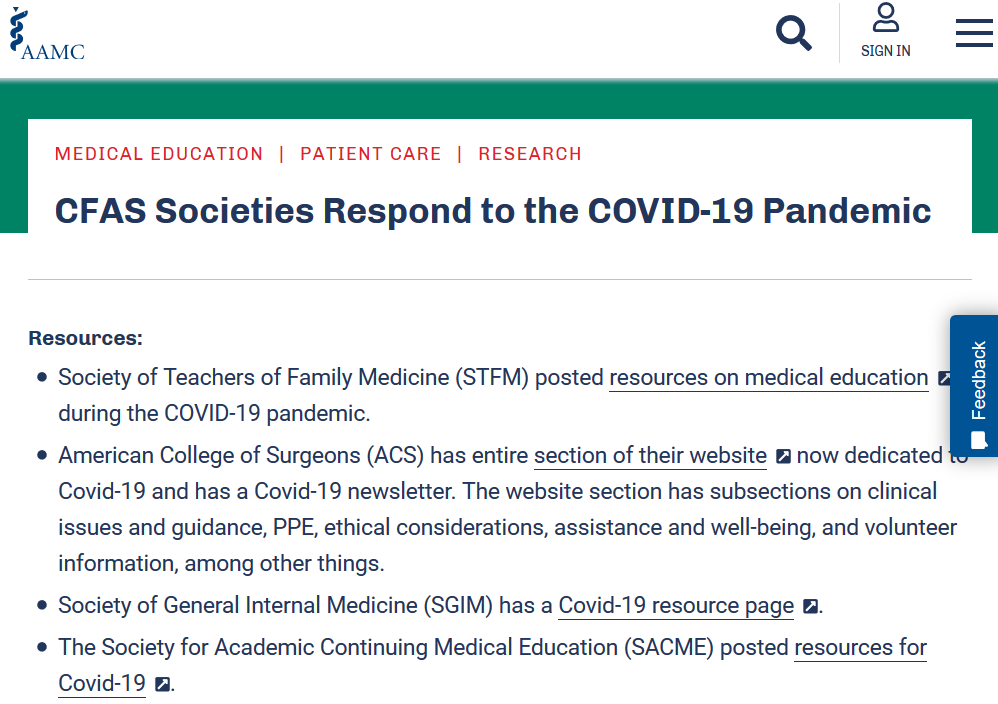 AAMC
SIGN IN
MEDICAL EDUCATION | PATIENT CARE | RESEARCH
CFAS Societies Respond to the COVID-19 Pandemic
Resources:
Society of Teachers of Family Medicine (STFM) posted resources on medical education
during the COVID-19 pandemic.
American College of Surgeons (ACS) has entire section of their website now dedicated to
Covid-19 and has a Covid-19 newsletter. The website section has subsections on clinical
issues and guidance, PPE, ethical considerations, assistance and well-being, and volunteer
information, among other things.
Society of General Internal Medicine (SGIM) has a Covid-19 resource page.
The Society for Academic Continuing Medical Education (SACME) posted resources for
Covid-19.
Feedback